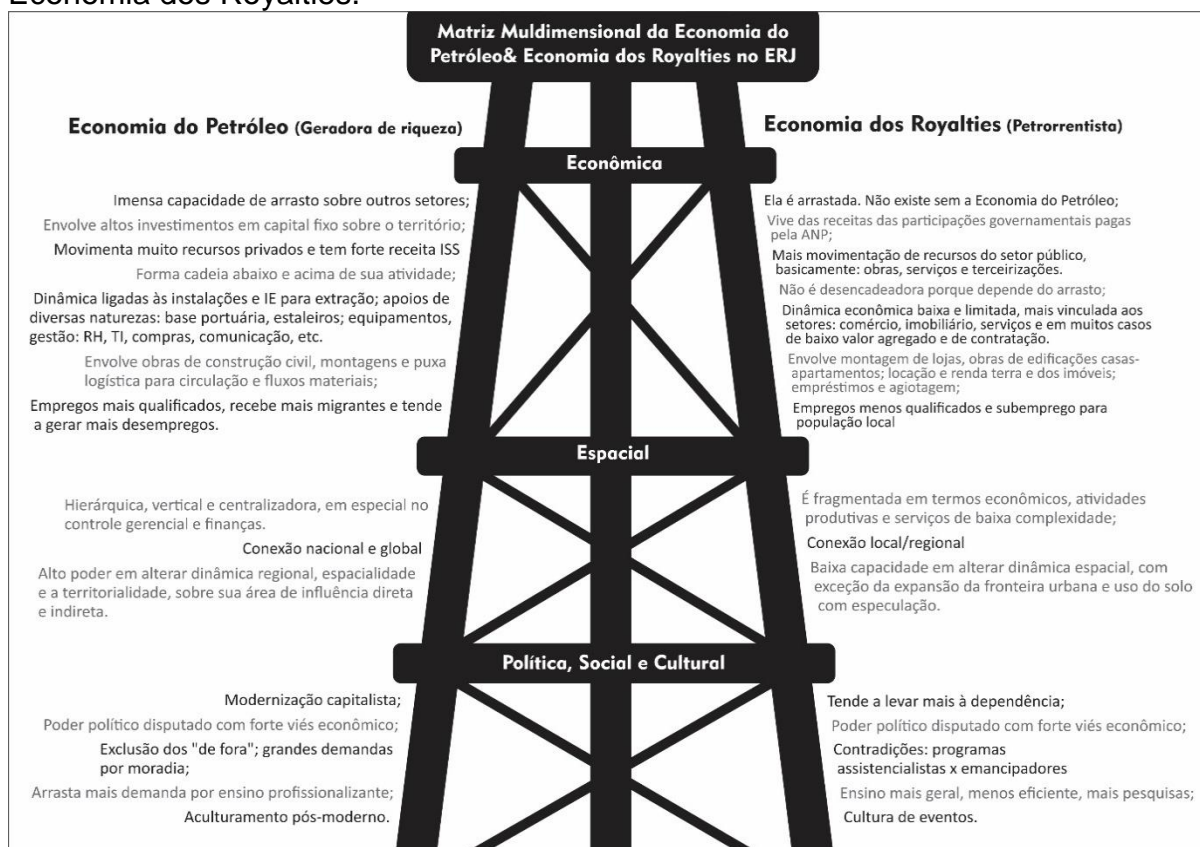 Economia dos Royalties.
Matriz Muldimensional da Economia do
Petróleo& Economia dos Royalties no ERJ
Economia do Petróleo (Geradora de riqueza)
Economia dos Royalties (Petrorrentista)
Econômica
Imensa capacidade de arrasto sobre outros setores;
Envolve altos investimentos em capital fixo sobre o território;
Movimenta muito recursos privados e tem forte receita ISS
Forma cadeia abaixo e acima de sua atividade;
Dinâmica ligadas às instalações e IE para extração; apoios de
diversas naturezas: base portuária, estaleiros; equipamentos,
gestão: RH, TI, compras, comunicação, etc.
Envolve obras de construção civil, montagens e puxa
logística para circulação e fluxos materiais;
Empregos mais qualificados, recebe mais migrantes e tende
a gerar mais desempregos.
Ela é arrastada. Não existe sem a Economia do Petróleo;
Vive das receitas das participações governamentais pagas
pela ANP;
Mais movimentação de recursos do setor público,
basicamente: obras, serviços e terceirizações.
Não é desencadeadora porque depende do arrasto;
Dinâmica econômica baixa e limitada, mais vinculada aos
setores: comércio, imobiliário, serviços e em muitos casos
de baixo valor agregado e de contratação.
Envolve montagem de lojas, obras de edificações casas-
apartamentos; locação e renda terra e dos imóveis;
empréstimos e agiotagem;
Empregos menos qualificados e subemprego para
população local
Espacial
Hierárquica, vertical e centralizadora, em especial no
controle gerencial e finanças.
Conexão nacional e global
Alto poder em alterar dinâmica regional, espacialidade
e a territorialidade, sobre sua área de influência direta
e indireta.
É fragmentada em termos econômicos, atividades
produtivas e serviços de baixa complexidade;
Conexão local/regional
Baixa capacidade em alterar dinâmica espacial, com
exceção da expansão da fronteira urbana e uso do solo
com especulação.
Política, Social e Cultural
Modernização capitalista;
Poder político disputado com forte viés econômico;
Exclusão dos "de fora"; grandes demandas
por moradia;
Arrasta mais demanda por ensino profissionalizante;
Aculturamento pós-moderno.
Tende a levar mais à dependência;
Poder político disputado com forte viés econômico;
Contradições: programas
assistencialistas x emancipadores
Ensino mais geral, menos eficiente, mais pesquisas;
Cultura de eventos.